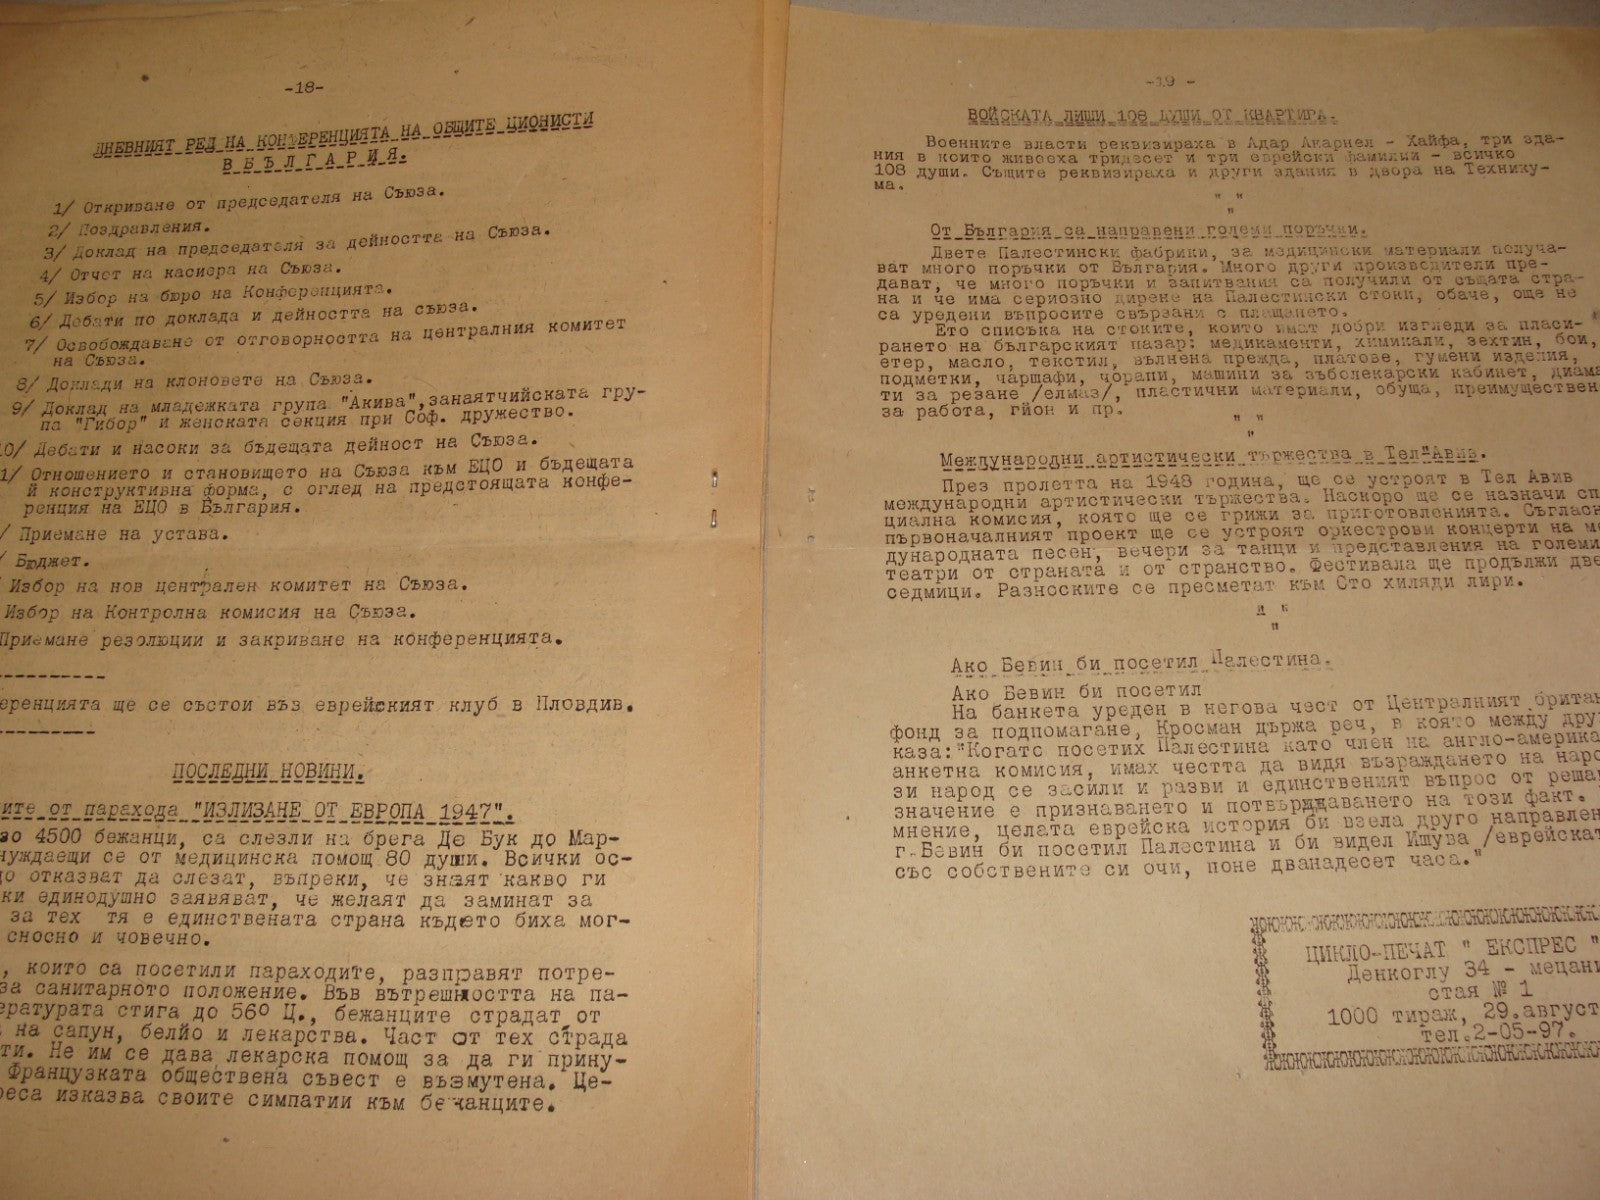 -18-
ДНЕВНИЯТ РЕД НА КОНФЕРЕНЦИЯТА НА ОБЩИТЕ ЦИОНИСТИ
В БЪЛГАРИЯ.
1/ Откриване от председателя на Съюза.
2/ Поздравления.
3/ Доклад на председателя за дейността на Съюза.
4/ Отчет на касиера на Съюза.
5/ Избор на бюро на Конференцията.
6/ Дебати по доклада и дейността на съюза.
7/ Освобождаване от отговорността на централния комитет
на Съюза.
8/ Доклади на клоновете на Съюза.
9/ Доклад на младежката група "Акива", занаятчийската гру-
па "Гибор" и женската секция при Соф. дружество.
10/ Дебати и насоки за бъдещата дейност на Съюза.
1/ Отношението и становището на Съюза към ЕЦО и бъдещата
й конструктивна форма, с оглед на предстоящата конфе-
ренция на ЕЦО в България.
/ Приемане на устава.
/ Бюджет.
Избор на нов централен комитет на Съюза.
Избор на Контролна комисия на Съюза.
Приемане резолюции и закриване на конференцията.
----------
еренцията ще се състои въз еврейският клуб в Пловдив.
----------
ПОСЛЕДНИ НОВИНИ.
ите от парахода "ИЗЛИЗАНЕ ОТ ЕВРОПА 1947".
во 4500 бежанци, са слезли на брега Де Бук до Мар-
нуждаещи се от медицинска помощ 80 души. Всички ос-
до отказват да слезат, въпреки, че знаят какво ги
ки единодушно заявяват, че желаят да заминат за
за тех тя е единствената страна където биха мог-
сносно и човечно.
, които са посетили параходите, разправят потре-
за санитарното положение. Във вътрешността на па-
ературата стига до 56° Ц., бежанците страдат от
на сапун, бельо и лекарства. Част от тех страда
ти. Не им се дава лекарска помощ за да ги прину-
Французката обществена съвест е възмутена. Це-
реса изказва своите симпатии към бежанците.
-19 -
ВОЙСКАТА ЛИШИ 108 ДУШИ ОТ КВАРТИРА.
Военните власти реквизираха в Адар Акармел - Хайфа, три зда-
ния в които живееха тридесет и три еврейски фамилии - всичко
108 души. Същите реквизираха и други здания в двора на Технику-
ма.
" "
"
От България са направени големи поръчки.
Двете Палестински фабрики, за медицински материали получа-
ват много поръчки от България. Много други производители пре-
дават, че много поръчки и запитвания са получили от същата стра-
на и че има сериозно дирене на Палестински стоки, обаче, още не
са уредени въпросите свързани с плащането.
Ето списъка на стоките, които имат добри изгледи за пласи-
рането на българският пазар: медикаменти, химикали, зехтин, бои,
етер, масло, текстил, вълнена прежда, платове, гумени изделия,
подметки, чаршафи, чорапи, машини за зъболекарски кабинет, диама
ти за резане /елмаз/, пластични материали, обуща, преимуществен
за работа, гйон и пр.
" "
"
Международни артистически тържества в Тел-Авив.
През пролетта на 1948 година, ще се устроят в Тел Авив
международни артистически тържества. Наскоро ще се назначи спе
циална комисия, която ще се грижи за приготовленията. Съгласн
първоначалният проект ще се устроят оркестрови концерти на ме
дународната песен, вечери за танци и представления на големи
театри от страната и от странство. Фестивала ще продължи две
седмици. Разноските се пресметат към Сто хиляди лири.
" "
"
Ако Бевин би посетил Палестина.
Ако Бевин би посетил
На банкета уреден в негова чест от Централният британ
фонд за подпомагане, Кросман държа реч, в която между дру
каза: "Когато посетих Палестина като член на англо-америка
анкетна комисия, имах честта да видя възраждането на наро
зи народ се засили и разви и единственият въпрос от реша
значение е признаването и потвърждаването на този факт.
мнение, целата еврейска история би взела друго направлен
г.Бевин би посетил Палестина и би видел Ишува /еврейскат
със собствените си очи, поне дванадесет часа."
ЦИКЛО-ПЕЧАТ " ЕКСПРЕС "
Денкоглу 34 - мецани
стая № 1
1000 тираж, 29.август
тел.2-05-97.